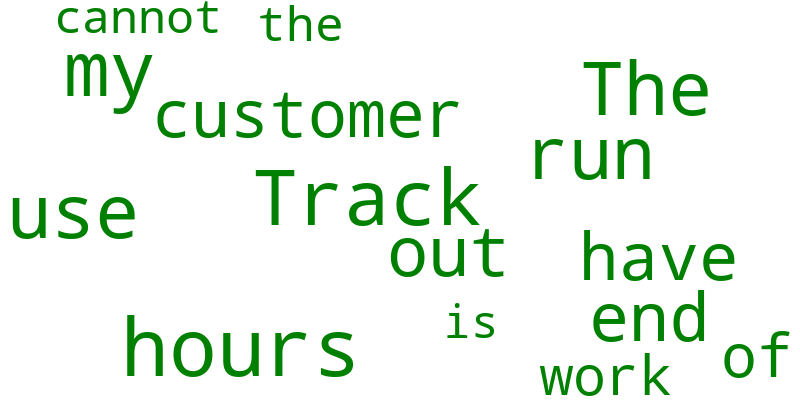 cannot the
my
customer
The
run
Track
use
out
have
end
is
hours
of
work